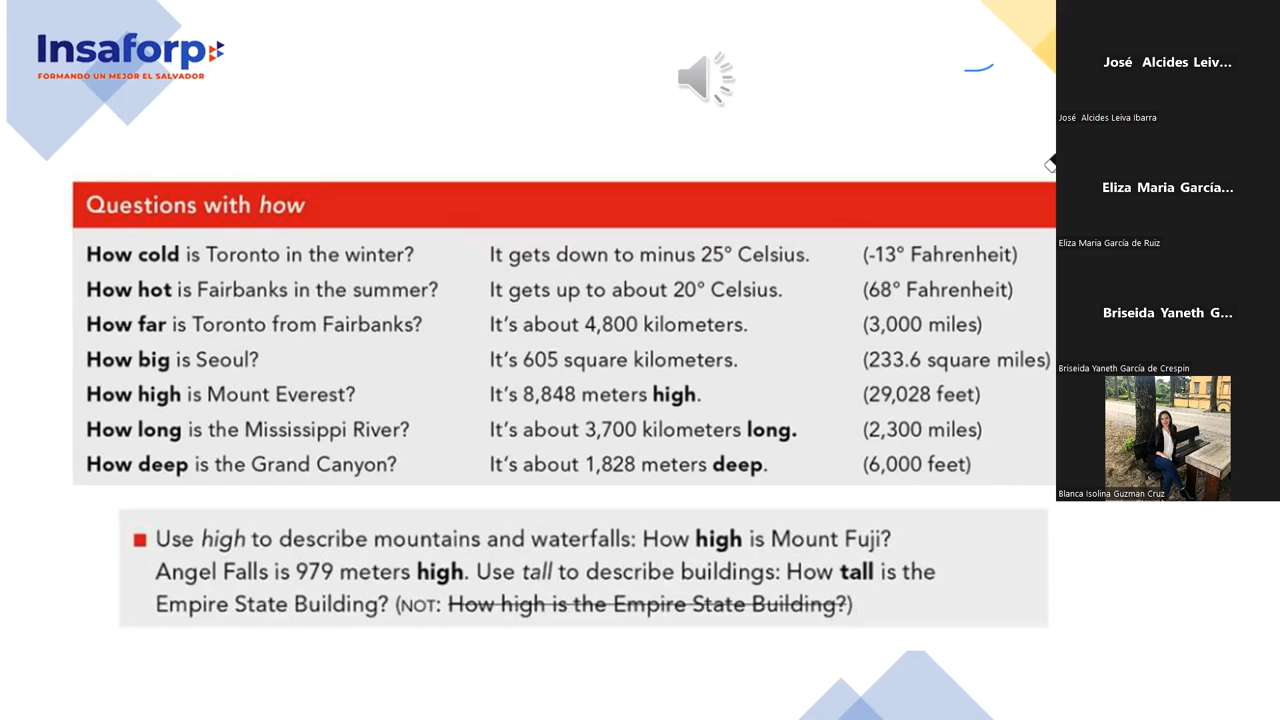 Insaforp
FORMANDO UN MEJOR EL SALVADOR
Questions with how
How cold is Toronto in the winter? It gets down to minus 25° Celsius. (-13° Fahrenheit)
How hot is Fairbanks in the summer? It gets up to about 20° Celsius. (68° Fahrenheit)
How far is Toronto from Fairbanks? It's about 4,800 kilometers. (3,000 miles)
How big is Seoul? It's 605 square kilometers. (233.6 square miles)
How high is Mount Everest? It's 8,848 meters high. (29,028 feet)
How long is the Mississippi River? It's about 3,700 kilometers long. (2,300 miles)
How deep is the Grand Canyon? It's about 1,828 meters deep. (6,000 feet)
Use high to describe mountains and waterfalls: How high is Mount Fuji?
Angel Falls is 979 meters high. Use tall to describe buildings: How tall is the
Empire State Building? (NOT: How high is the Empire State Building?)
José Alcides Leiv...
José Alcides Leiva Ibarra
Eliza Maria García...
Eliza Maria García de Ruiz
Briseida Yaneth G...
Briseida Yaneth García de Crespin
Blanca Isolina Guzman Cruz